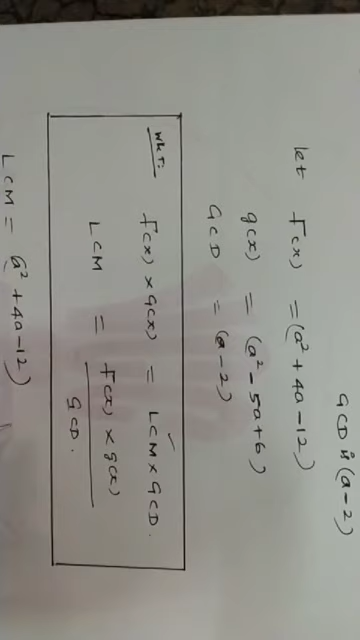 GCD is (a-2)
let f(x) = (a² + 4a - 12)
g(x) = (a² - 5a + 6)
GCD = (a - 2)
WKT:
f(x) × g(x) = LCM × GCD.
LCM = f(x) × g(x)
GCD.
LCM = a² + 4a - 12)